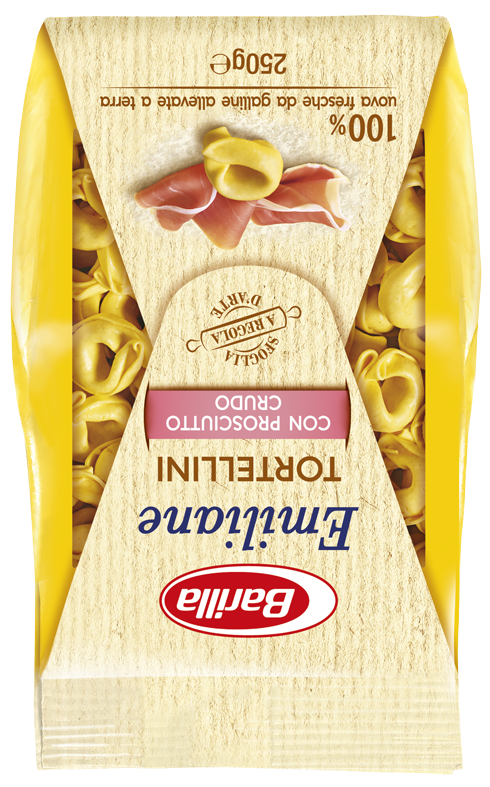 Barilla
Emiliane
TORTELLINI
CON PROSCIUTTO
CRUDO
SFOGLIA
A REGOLA
D'ARTE
100%
uova fresche da galline allevate a terra
250g℮